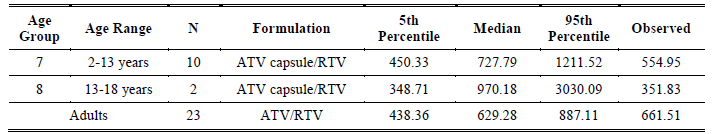 Age Group Age Range N Formulation 5th Percentile Median 95th Percentile Observed
7 2-13 years 10 ATV capsule/RTV 450.33 727.79 1211.52 554.95
8 13-18 years 2 ATV capsule/RTV 348.71 970.18 3030.09 351.83
Adults 23 ATV/RTV 438.36 629.28 887.11 661.51